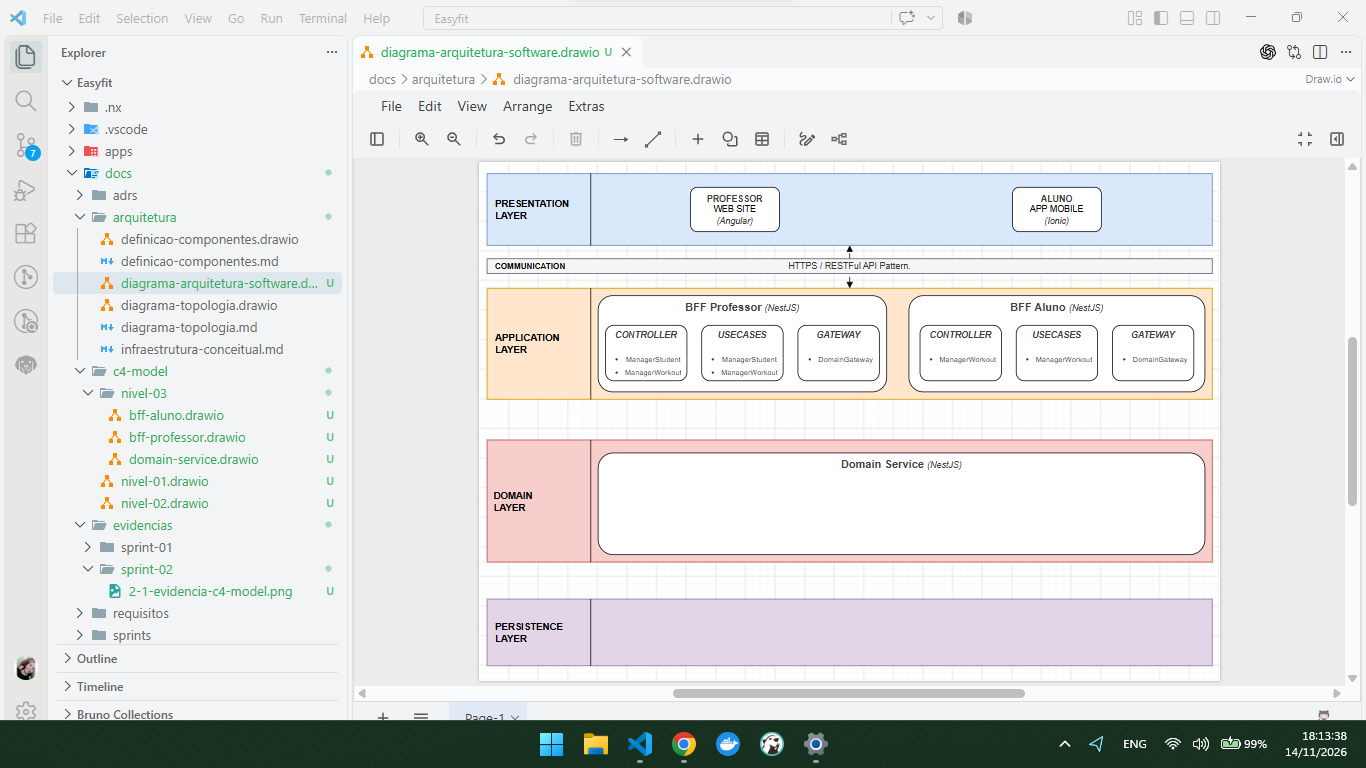 File Edit Selection View Go Run Terminal Help
Easyfit
Explorer
Easyfit
.nx
.vscode
apps
docs
adrs
arquitetura
definicao-componentes.drawio
definicao-componentes.md
diagrama-arquitetura-software.d... U
diagrama-topologia.drawio
diagrama-topologia.md
infraestrutura-conceitual.md
c4-model
nivel-03
bff-aluno.drawio U
bff-professor.drawio U
domain-service.drawio U
nivel-01.drawio U
nivel-02.drawio U
evidencias
sprint-01
sprint-02
2-1-evidencia-c4-model.png U
requisitos
sprints
Outline
Timeline
Bruno Collections
7
diagrama-arquitetura-software.drawio U
docs > arquitetura > diagrama-arquitetura-software.drawio
Draw.io
File Edit View Arrange Extras
PRESENTATION
LAYER
PROFESSOR
WEB SITE
(Angular)
ALUNO
APP MOBILE
(Ionic)
COMMUNICATION
HTTPS / RESTFul API Pattern.
APPLICATION
LAYER
BFF Professor (NestJS)
CONTROLLER
• ManagerStudent
• ManagerWorkout
USECASES
• ManagerStudent
• ManagerWorkout
GATEWAY
• DomainGateway
BFF Aluno (NestJS)
CONTROLLER
• ManagerWorkout
USECASES
• ManagerWorkout
GATEWAY
• DomainGateway
DOMAIN
LAYER
Domain Service (NestJS)
PERSISTENCE
LAYER
Page-1
ENG
99%
18:13:38
14/11/2026